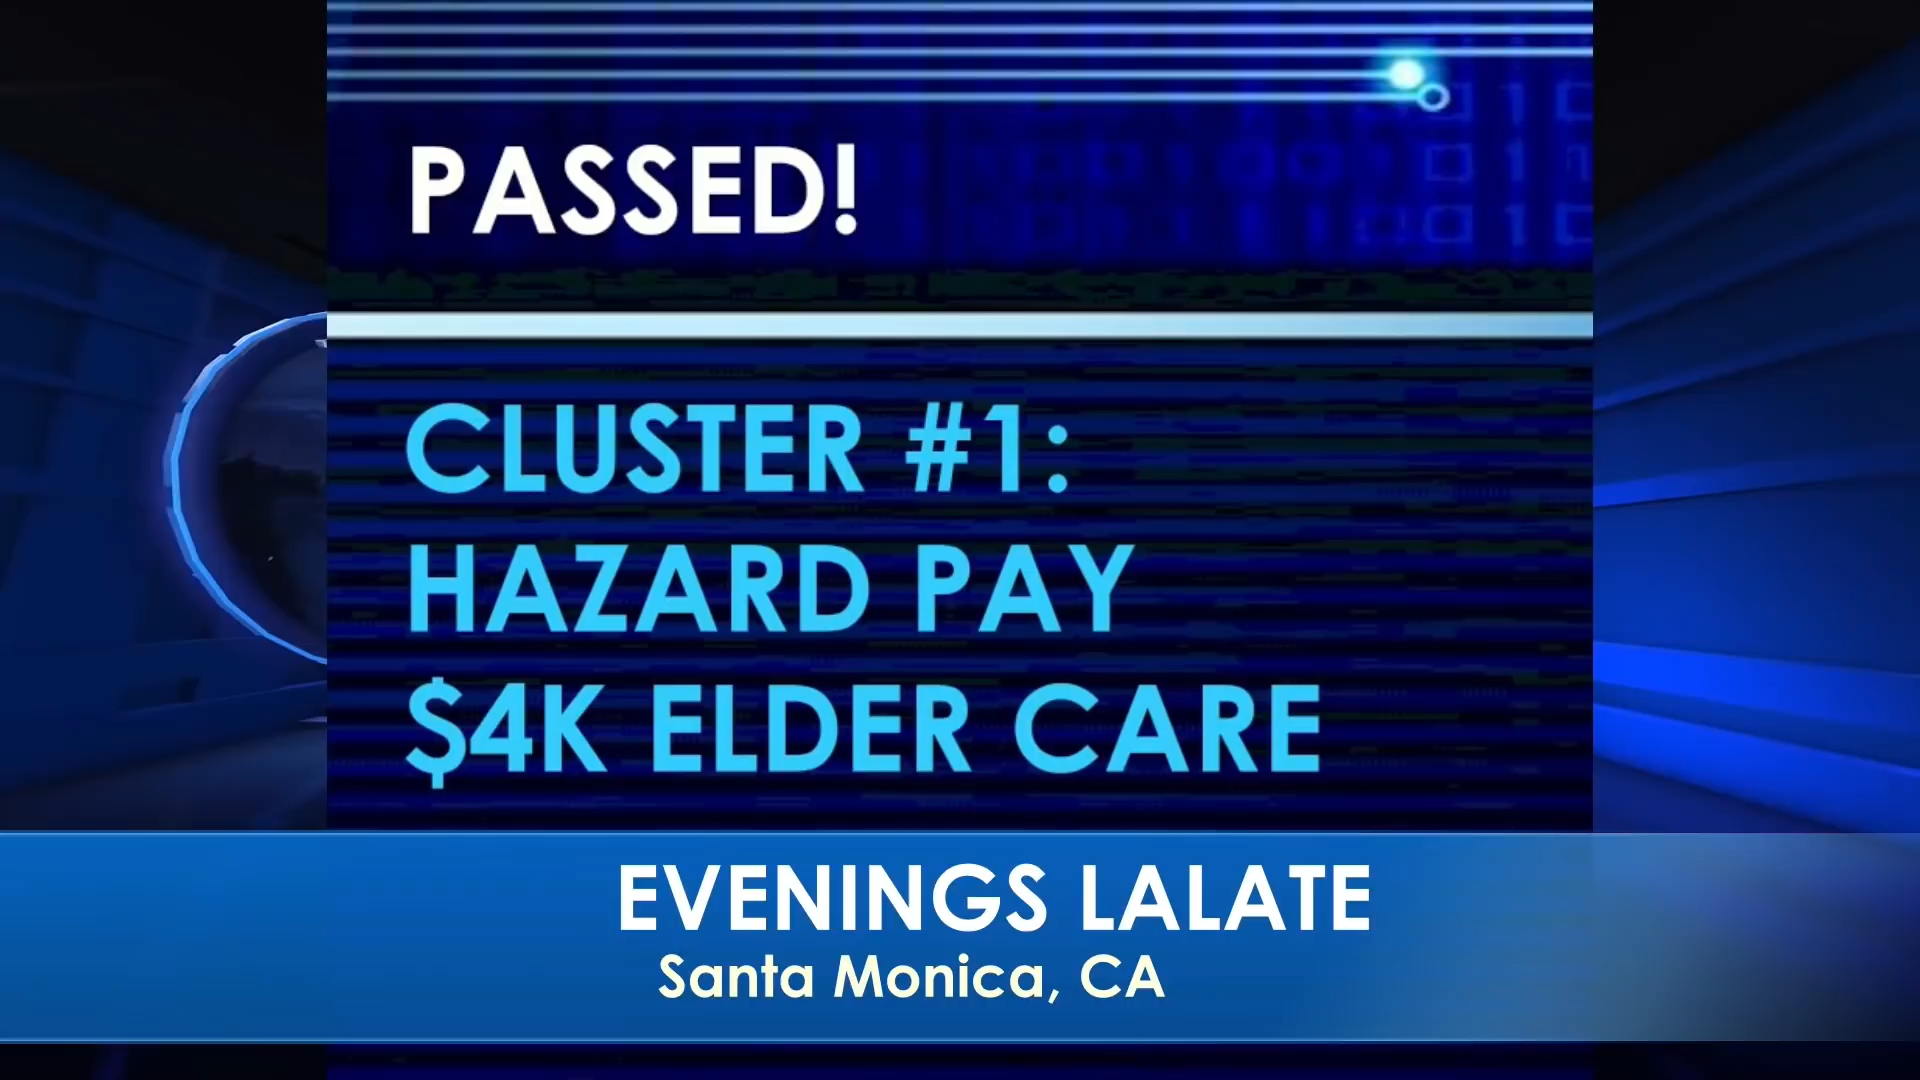 PASSED!
CLUSTER #1:
HAZARD PAY
$4K ELDER CARE
EVENINGS LALATE
Santa Monica, CA